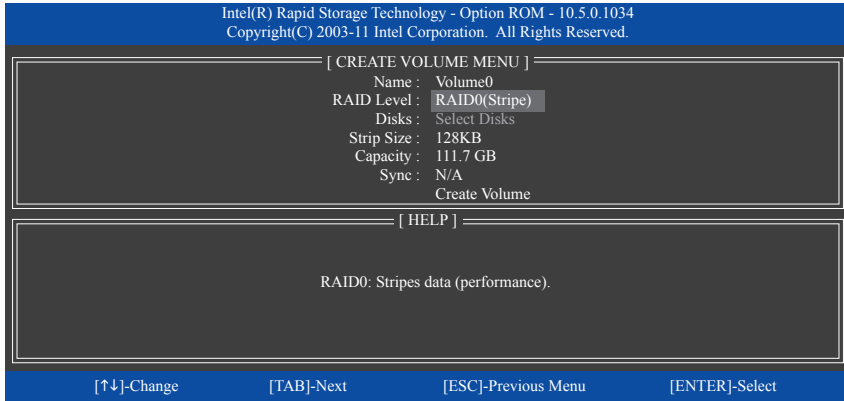 Intel(R) Rapid Storage Technology - Option ROM - 10.5.0.1034
Copyright(C) 2003-11 Intel Corporation. All Rights Reserved.
[ CREATE VOLUME MENU ]
Name : Volume0
RAID Level : RAID0(Stripe)
Disks : Select Disks
Strip Size : 128KB
Capacity : 111.7 GB
Sync : N/A
Create Volume
[ HELP ]
RAID0: Stripes data (performance).
[↑↓]-Change [TAB]-Next [ESC]-Previous Menu [ENTER]-Select